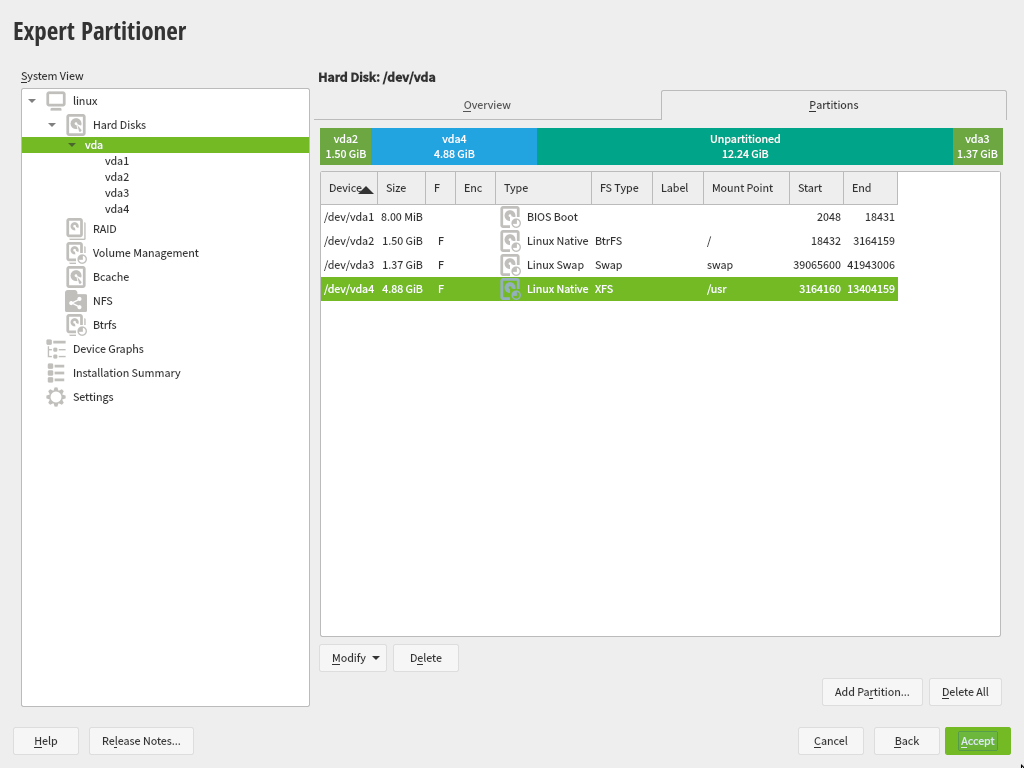 Expert Partitioner
System View
linux
Hard Disks
vda
vda1
vda2
vda3
vda4
RAID
Volume Management
Bcache
NFS
Btrfs
Device Graphs
Installation Summary
Settings
Hard Disk: /dev/vda
Overview Partitions
vda2 vda4 Unpartitioned vda3
1.50 GiB 4.88 GiB 12.24 GiB 1.37 GiB
Device Size F Enc Type FS Type Label Mount Point Start End
/dev/vda1 8.00 MiB BIOS Boot 2048 18431
/dev/vda2 1.50 GiB F Linux Native BtrFS / 18432 3164159
/dev/vda3 1.37 GiB F Linux Swap Swap swap 39065600 41943006
/dev/vda4 4.88 GiB F Linux Native XFS /usr 3164160 13404159
Modify Delete
Add Partition... Delete All
Help Release Notes... Cancel Back Accept